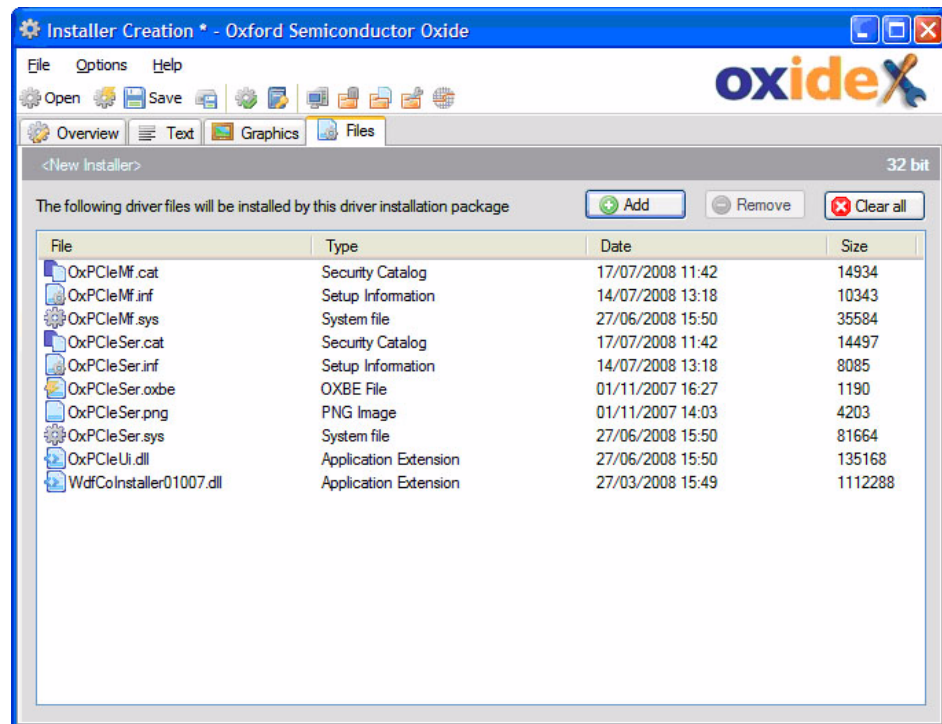 Installer Creation * - Oxford Semiconductor Oxide
File Options Help
oxide
Open Save
Overview Text Graphics Files
<New Installer> 32 bit
The following driver files will be installed by this driver installation package Add Remove Clear all
File Type Date Size
OxPCIeMf.cat Security Catalog 17/07/2008 11:42 14934
OxPCIeMf.inf Setup Information 14/07/2008 13:18 10343
OxPCIeMf.sys System file 27/06/2008 15:50 35584
OxPCIeSer.cat Security Catalog 17/07/2008 11:42 14497
OxPCIeSer.inf Setup Information 14/07/2008 13:18 8085
OxPCIeSer.oxbe OXBE File 01/11/2007 16:27 1190
OxPCIeSer.png PNG Image 01/11/2007 14:03 4203
OxPCIeSer.sys System file 27/06/2008 15:50 81664
OxPCIeUi.dll Application Extension 27/06/2008 15:50 135168
WdfCoInstaller01007.dll Application Extension 27/03/2008 15:49 1112288